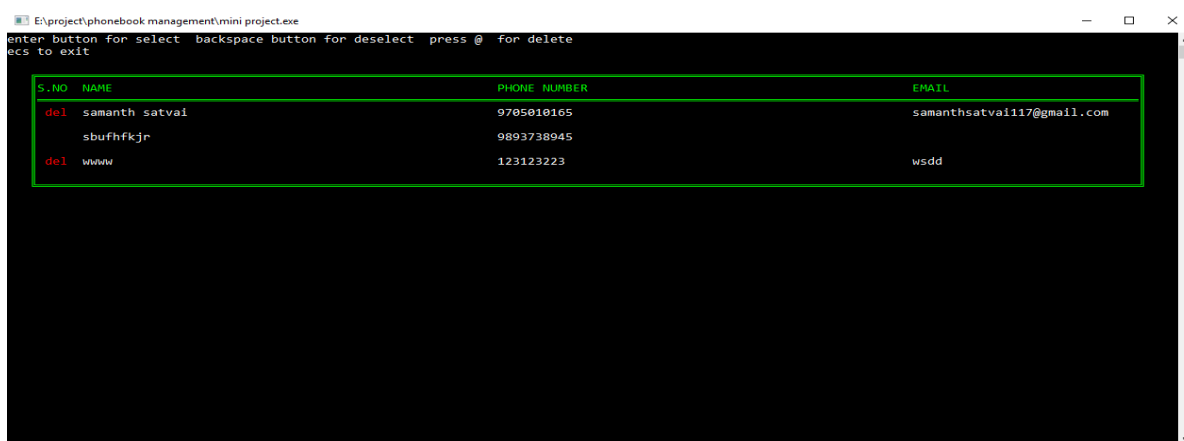 E:\project\phonebook management\mini project.exe
enter button for select  backspace button for deselect  press @  for delete
ecs to exit
S.NO NAME PHONE NUMBER EMAIL
del samanth satvai 9705010165 samanthsatvai117@gmail.com
sbufhfkjr 9893738945
del wwww 123123223 wsdd